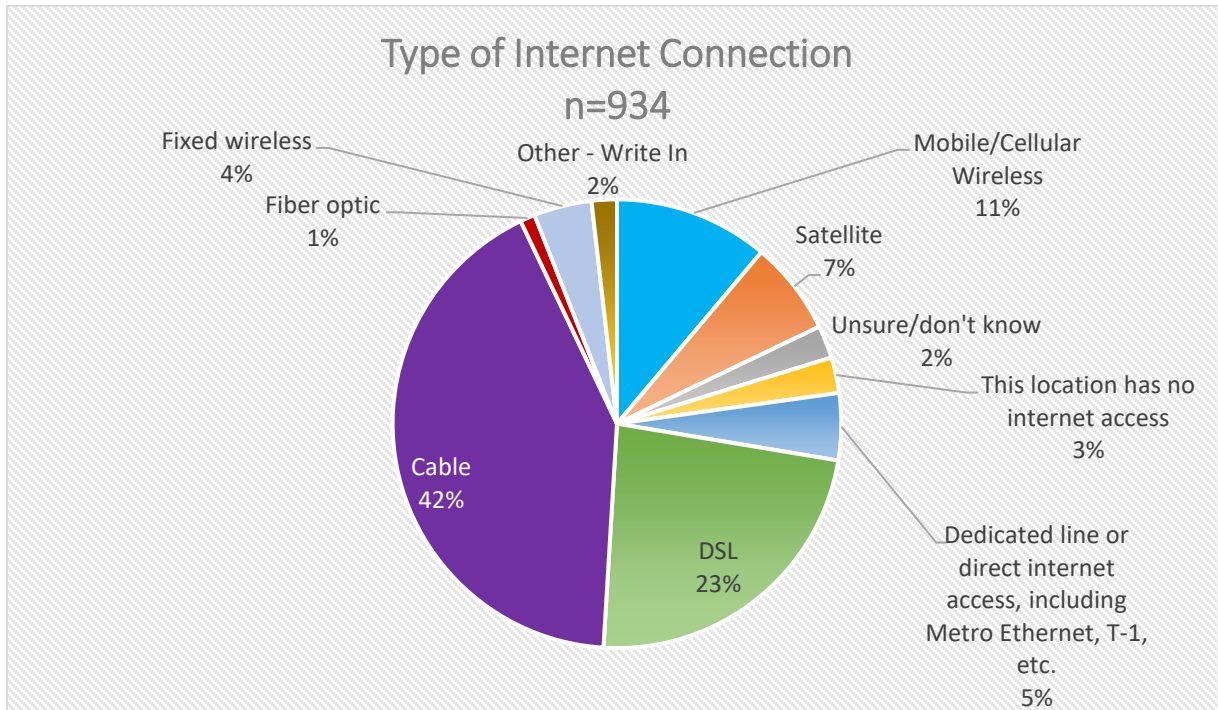 Type of Internet Connection
n=934
Fixed wireless
4%
Other - Write In
2%
Mobile/Cellular
Wireless
11%
Fiber optic
1%
Satellite
7%
Unsure/don't know
2%
This location has no
internet access
3%
Cable
42%
DSL
23%
Dedicated line or
direct internet
access, including
Metro Ethernet, T-1,
etc.
5%